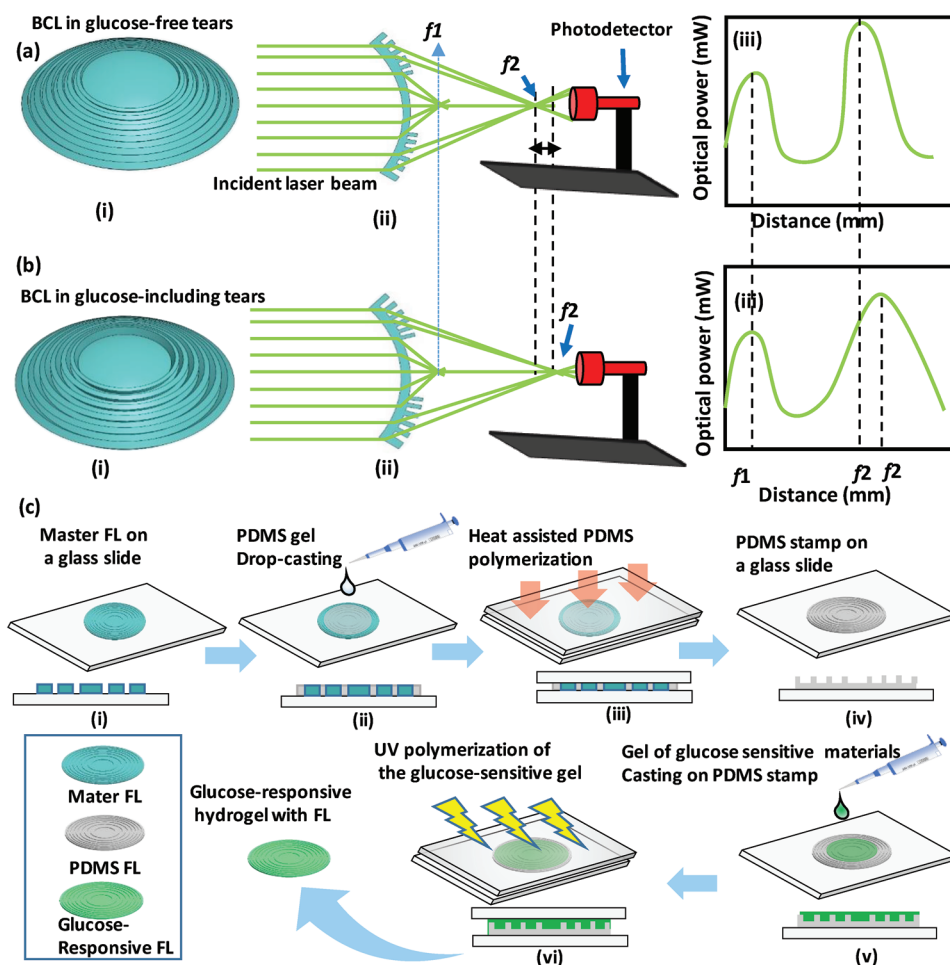 BCL in glucose-free tears
(a)
f1
f2
Photodetector
Incident laser beam
(i)
(ii)
(iii)
Optical power (mW)
Distance (mm)
(b)
BCL in glucose-including tears
f2
(i)
(ii)
(iii)
Optical power (mW)
f1
f2
f2
Distance (mm)
(c)
Master FL on
a glass slide
(i)
PDMS gel
Drop-casting
(ii)
Heat assisted PDMS
polymerization
(iii)
PDMS stamp on
a glass slide
(iv)
Gel of glucose sensitive materials
Casting on PDMS stamp
(v)
UV polymerization of
the glucose-sensitive gel
(vi)
Glucose-responsive
hydrogel with FL
Mater FL
PDMS FL
Glucose-
Responsive FL